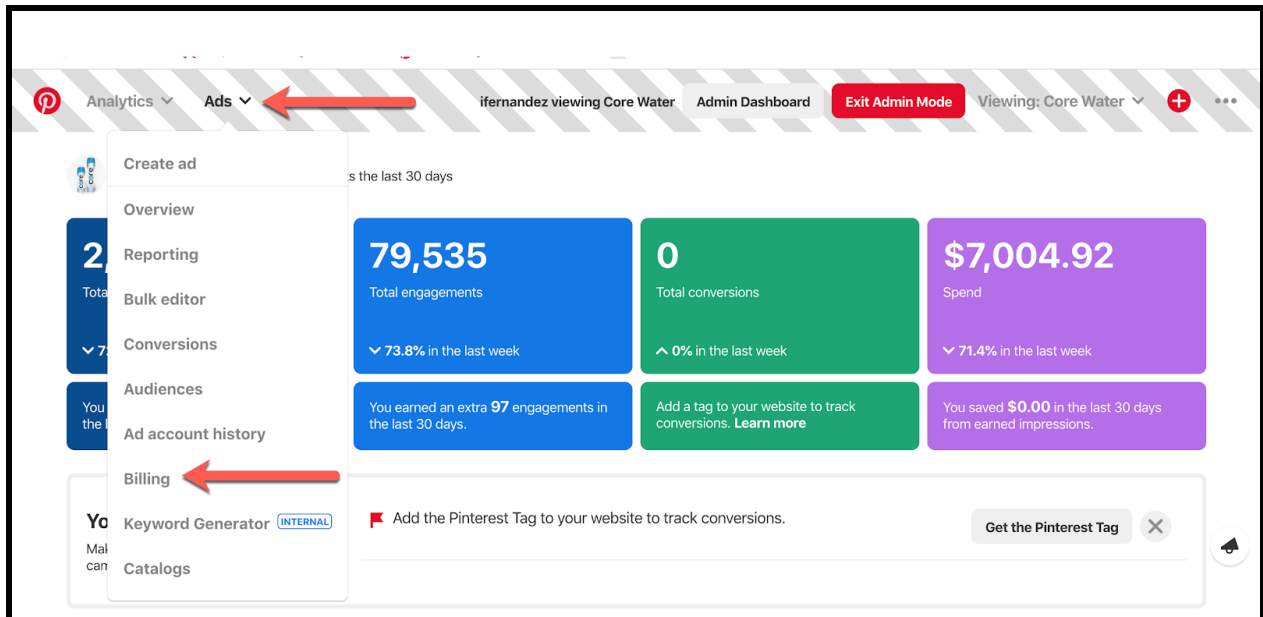 Analytics
Ads
ifernandez viewing Core Water
Admin Dashboard
Exit Admin Mode
Viewing: Core Water
Create ad
the last 30 days
Overview
Reporting
Bulk editor
Conversions
Audiences
Ad account history
Billing
Keyword Generator INTERNAL
Catalogs
2,
79,535
Total engagements
73.8% in the last week
You earned an extra 97 engagements in
the last 30 days.
0
Total conversions
0% in the last week
Add a tag to your website to track
conversions. Learn more
$7,004.92
Spend
71.4% in the last week
You saved $0.00 in the last 30 days
from earned impressions.
You
Add the Pinterest Tag to your website to track conversions.
Get the Pinterest Tag